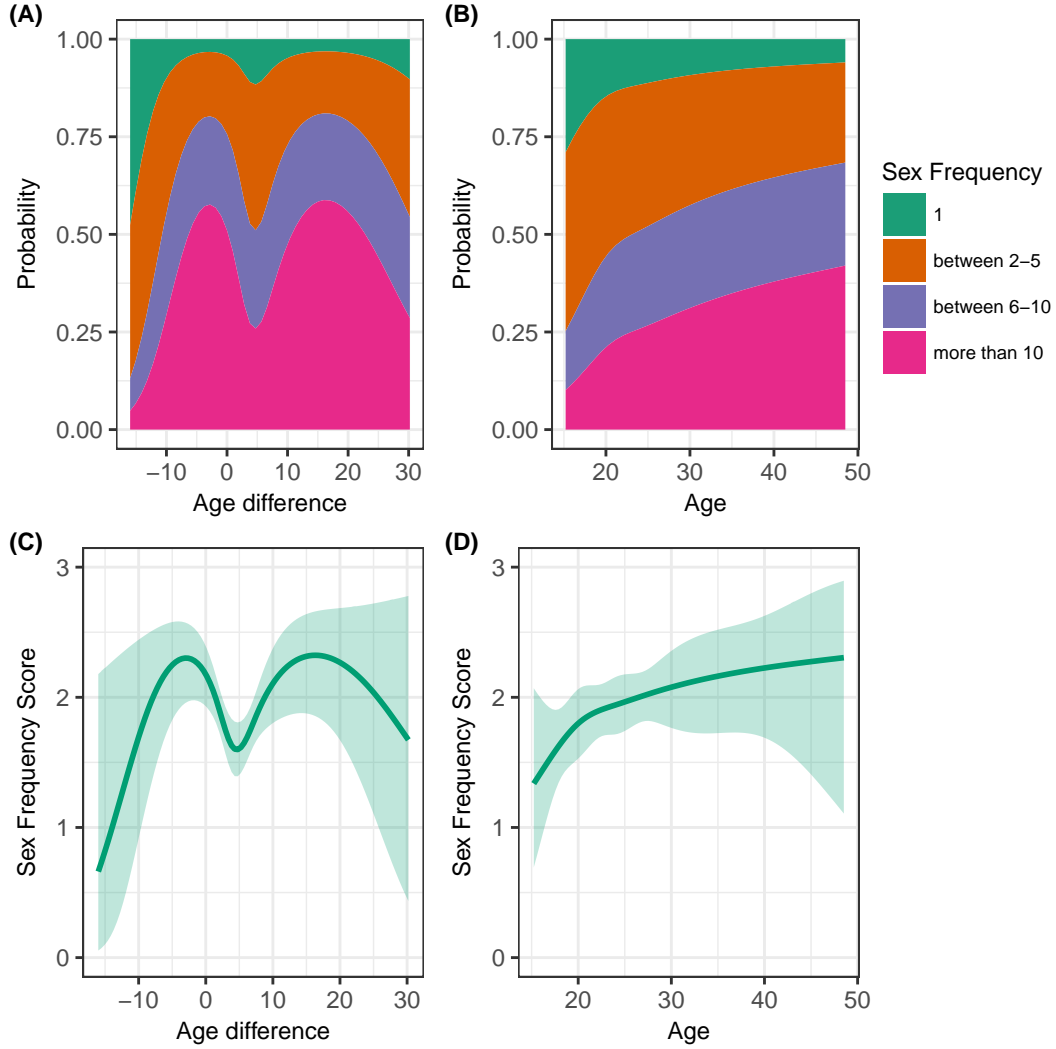 (A)
1.00
0.75
0.50
0.25
0.00
Probability
−10 0 10 20 30
Age difference
(B)
1.00
0.75
0.50
0.25
0.00
Probability
20 30 40 50
Age
Sex Frequency
1
between 2−5
between 6−10
more than 10
(C)
3
2
1
0
Sex Frequency Score
−10 0 10 20 30
Age difference
(D)
3
2
1
0
Sex Frequency Score
20 30 40 50
Age